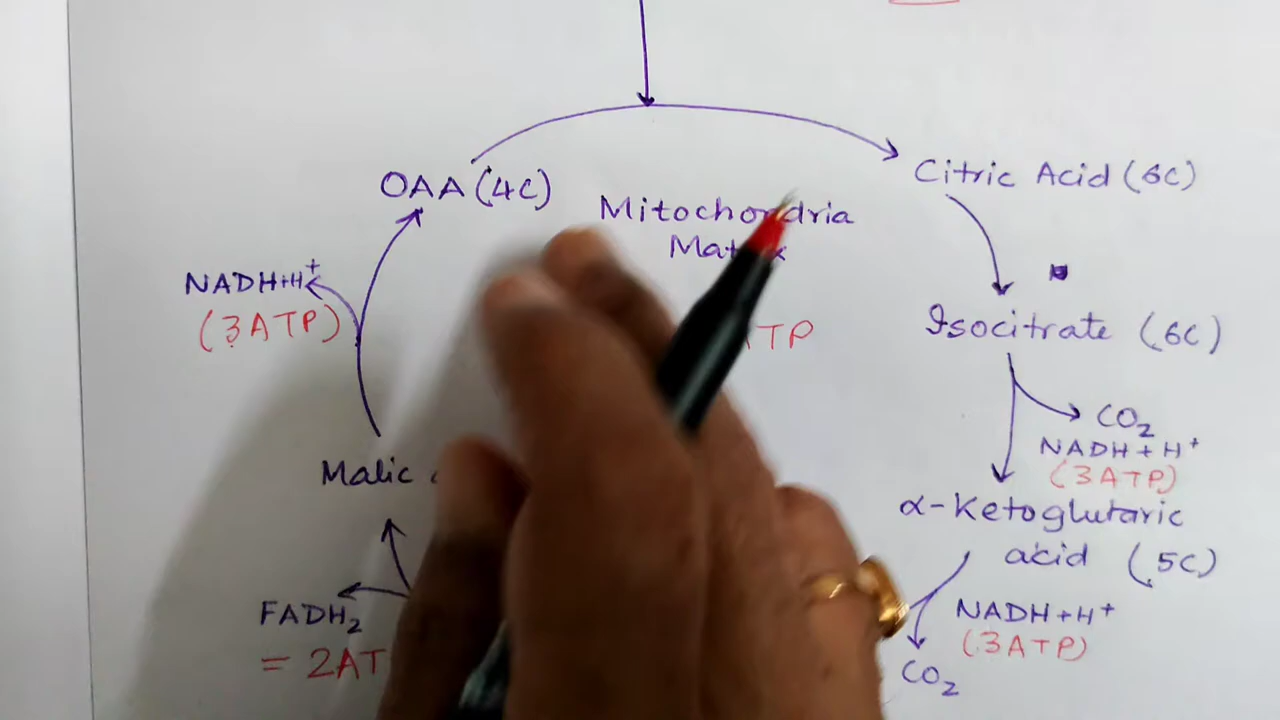 OAA (4C)
Citric Acid (6C)
Mitochondria
NADH+H+
(3ATP)
Isocitrate (6C)
CO2
NADH + H+
(3ATP)
Malic
α-Ketoglutaric
acid (5C)
FADH2
= 2AT
NADH+H+
(3ATP)
CO2